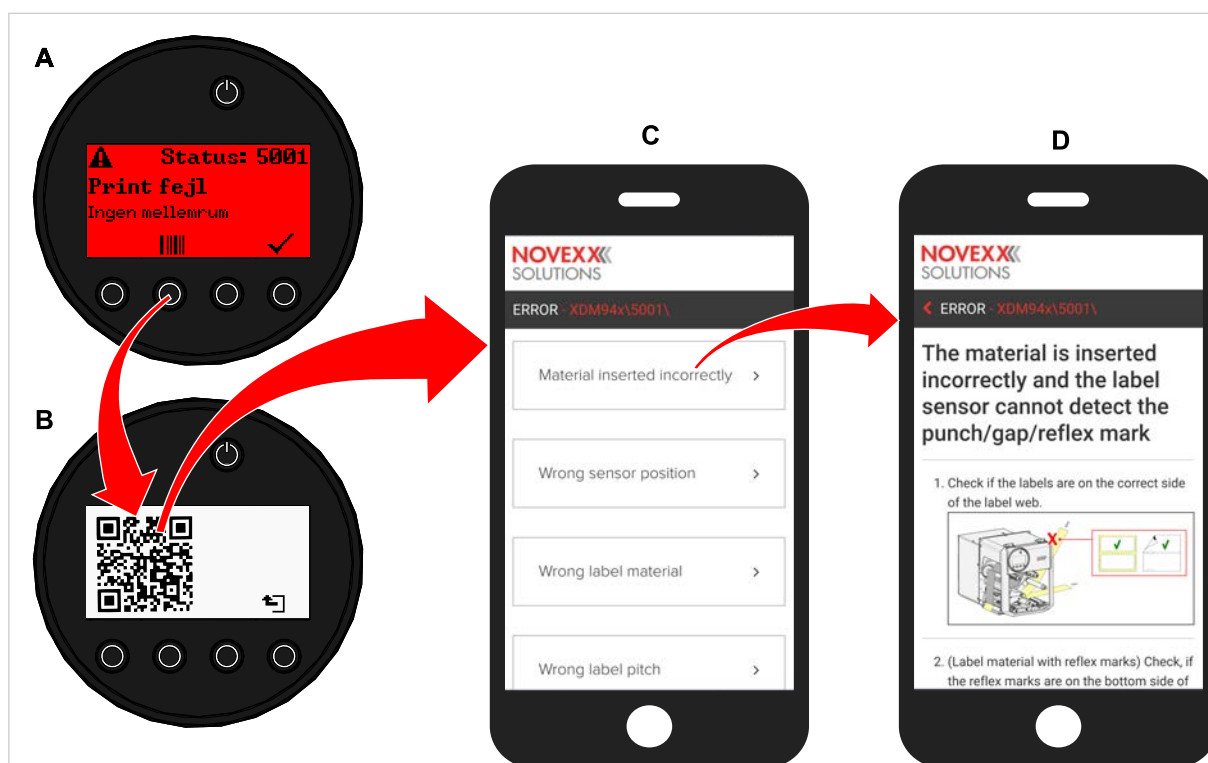 A
Status: 5001
Print fejl
Ingen mellemrum
B
C
NOVEXX
SOLUTIONS
ERROR - XDM94x\5001\
Material inserted incorrectly >
Wrong sensor position >
Wrong label material >
Wrong label pitch >
D
NOVEXX
SOLUTIONS
< ERROR - XDM94x\5001\
The material is inserted
incorrectly and the label
sensor cannot detect the
punch/gap/reflex mark
1. Check if the labels are on the correct side
of the label web.
X
2. (Label material with reflex marks) Check, if
the reflex marks are on the bottom side of